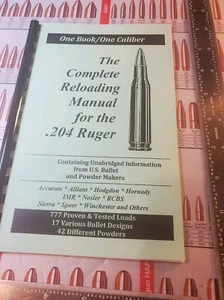 One Book/One Caliber
The
Complete
Reloading
Manual
for the
.204 Ruger
Containing Unabridged Information
from U.S. Bullet
and Powder Makers
Accurate * Alliant * Hodgdon * Hornady
IMR * Nosler * RCBS
Sierra * Speer * Winchester and Others
777 Proven & Tested Loads
17 Various Bullet Designs
42 Different Powders